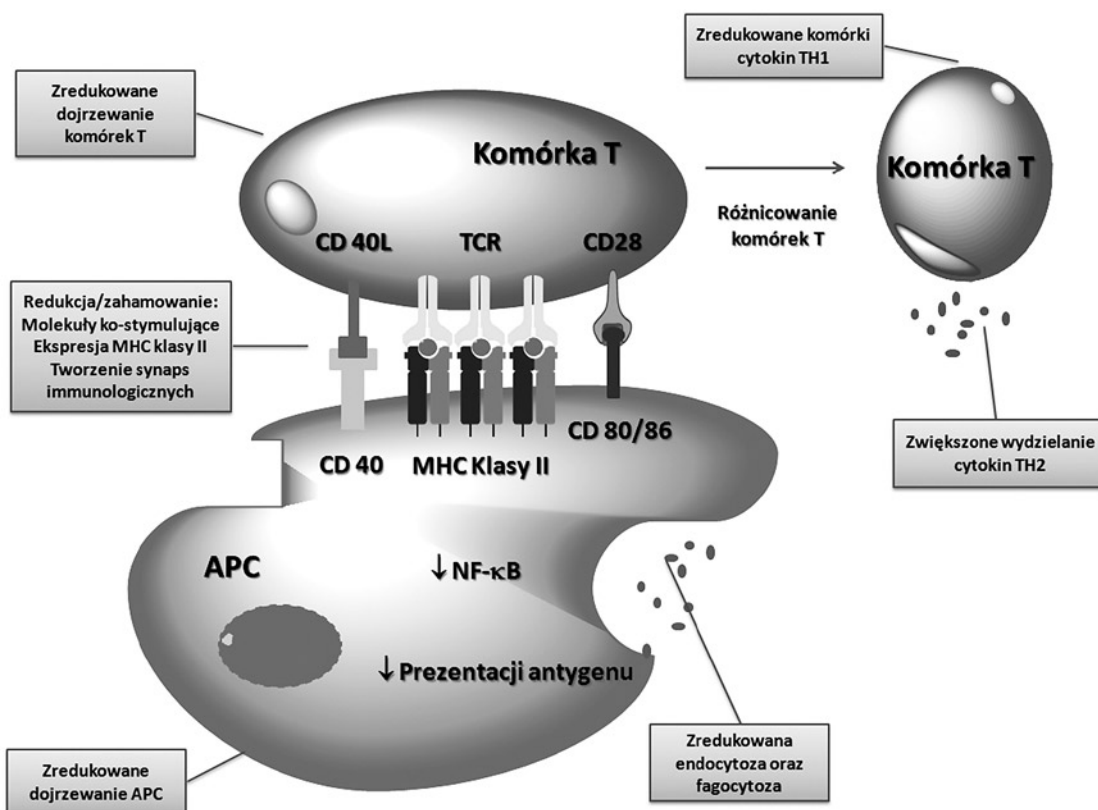 Zredukowane komórki
cytokin TH1
Zredukowane
dojrzewanie
komórek T
Komórka T
Komórka T
Różnicowanie
komórek T
CD 40L
TCR
CD28
Redukcja/zahamowanie:
Molekuły ko-stymulujące
Ekspresja MHC klasy II
Tworzenie synaps
immunologicznych
CD 80/86
CD 40
MHC Klasy II
Zwiększone wydzielanie
cytokin TH2
APC
↓ NF-κB
↓ Prezentacji antygenu
Zredukowane
dojrzewanie APC
Zredukowana
endocytoza oraz
fagocytoza